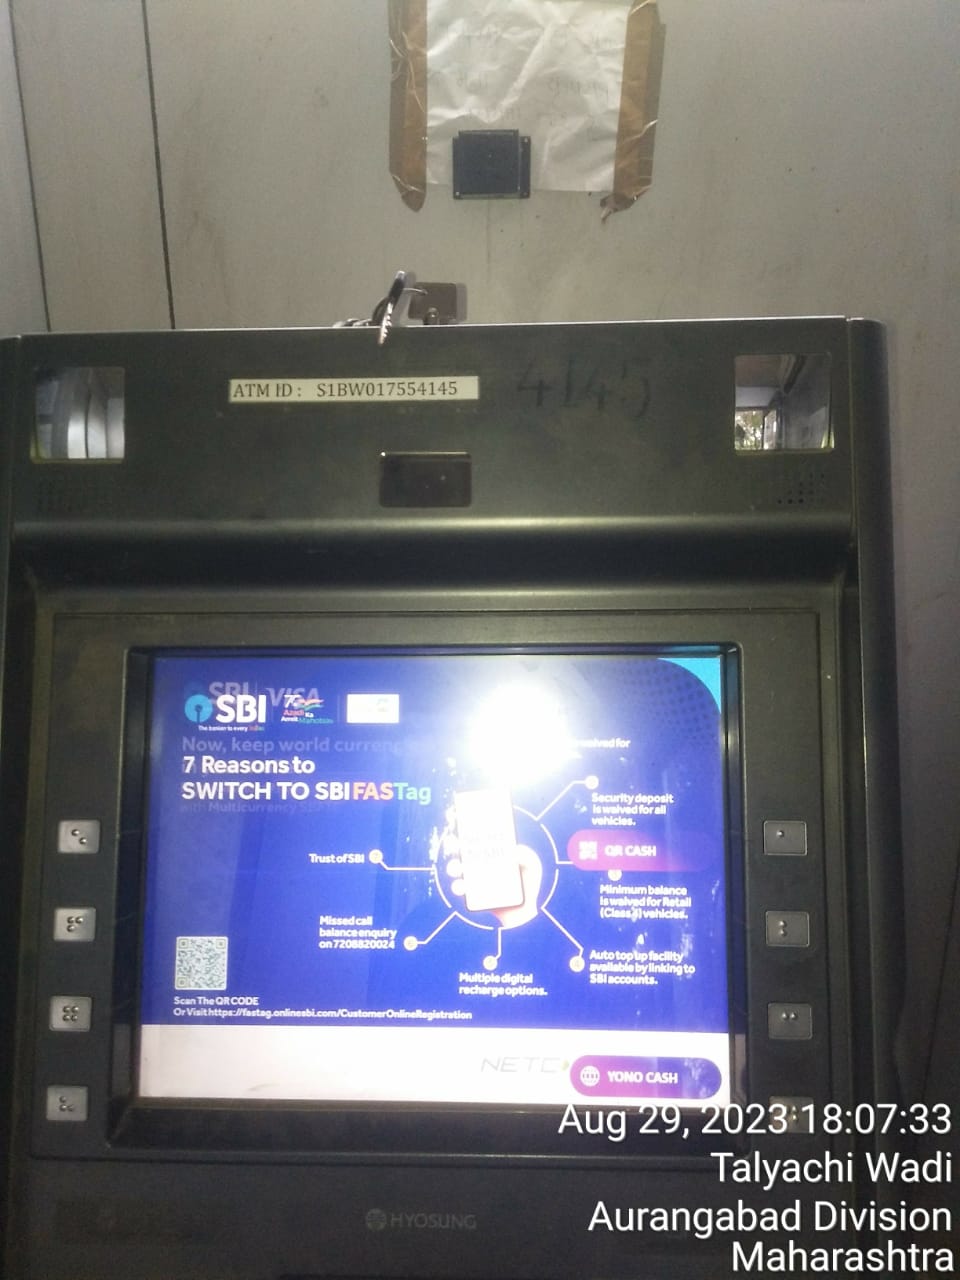 ATM ID : S1BW017554145
4145
SBI VISA
SBI
The banker to every Indian
Azadi Ka
Amrit Mahotsav
Now, keep world curren
7 Reasons to
SWITCH TO SBI FASTag
with Multicurrency
waived for
Security deposit
is waived for all
vehicles.
QR CASH
Trust of SBI
Minimum balance
is waived for Retail
(Class 4) vehicles.
Missed call
balance enquiry
on 7208820024
Auto top up facility
available by linking to
SBI accounts.
Multiple digital
recharge options.
Scan The QR CODE
Or Visit https://fastag.onlinesbi.com/CustomerOnlineRegistration
NETC
YONO CASH
HYOSUNG
Aug 29, 2023 18:07:33
Talyachi Wadi
Aurangabad Division
Maharashtra